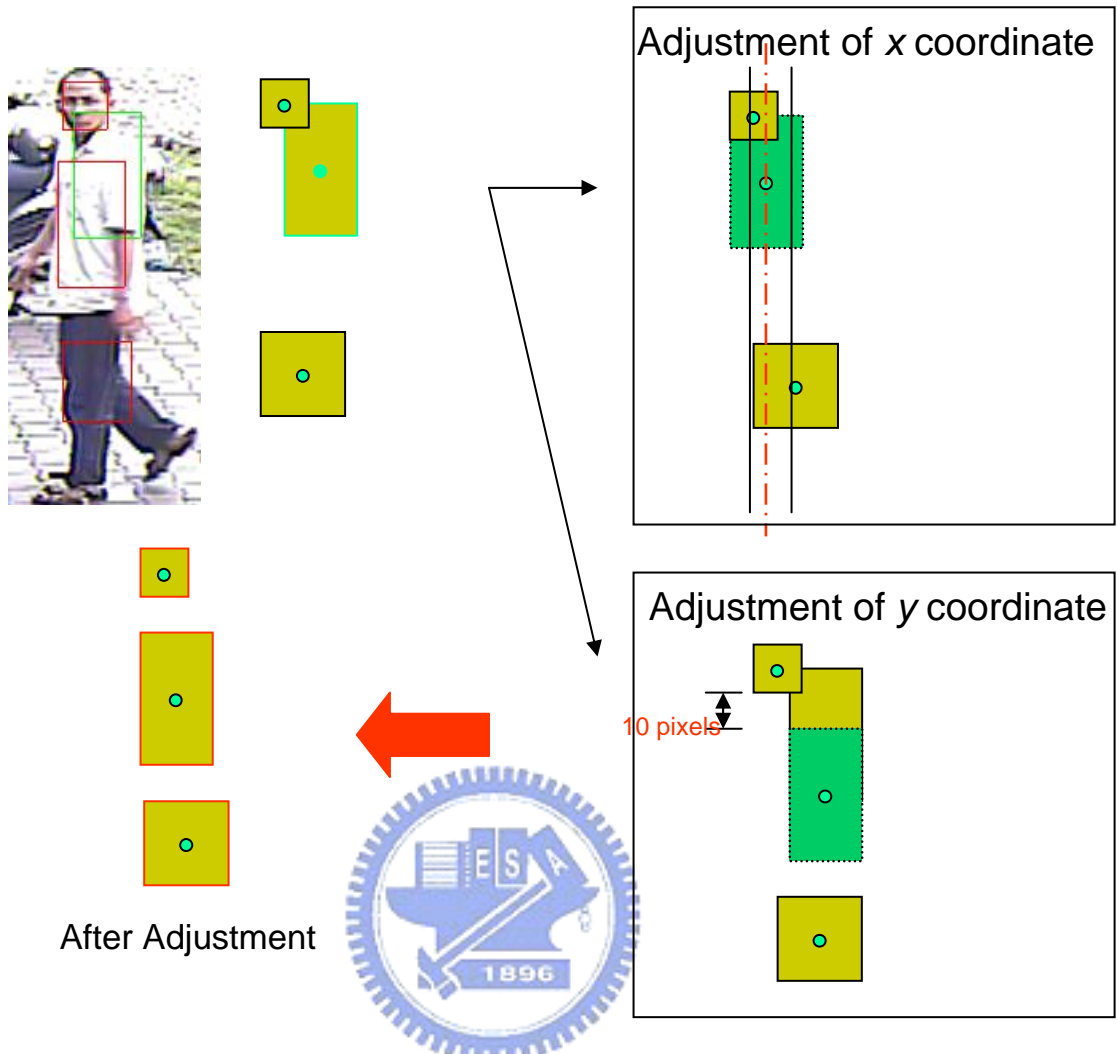 Adjustment of x coordinate
Adjustment of y coordinate
10 pixels
After Adjustment
E S A
1896